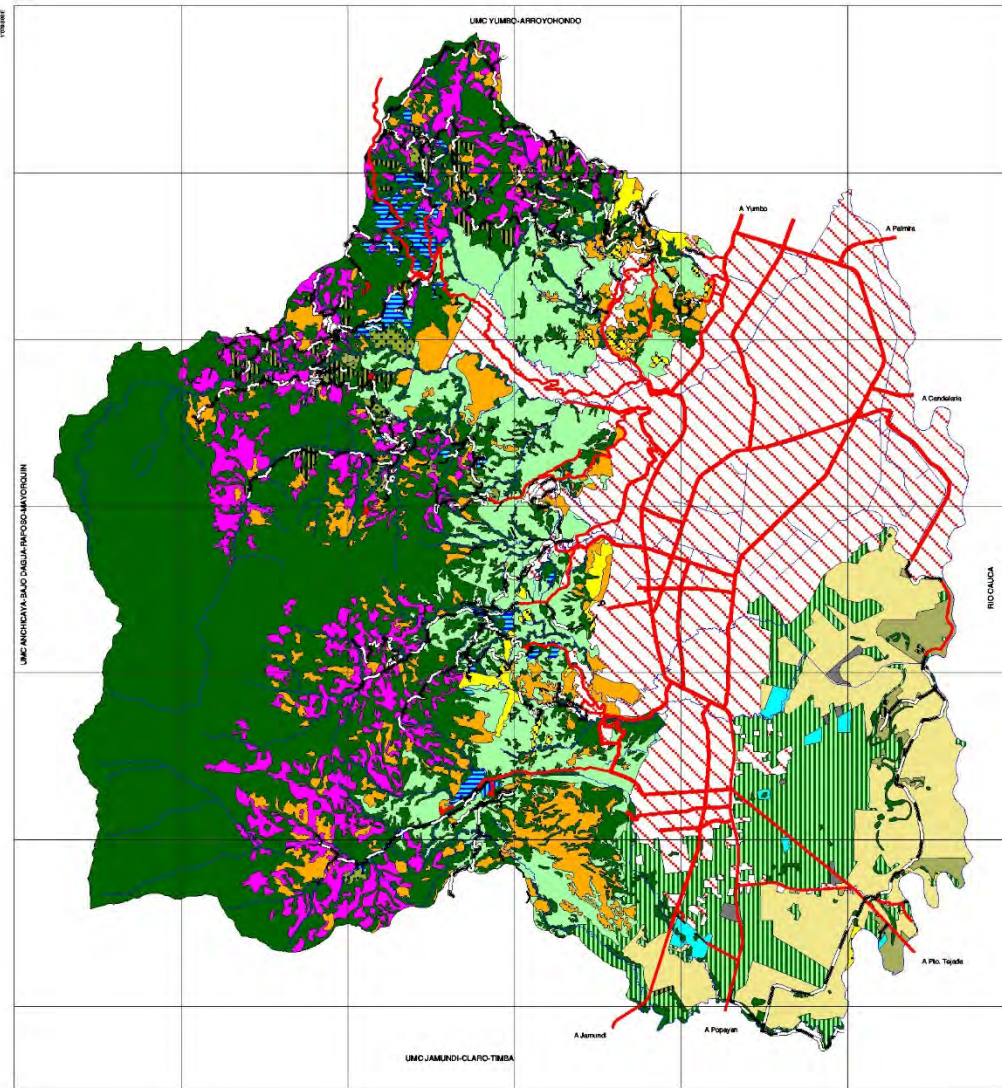 UMC YUMBO-ARROYOHONDO
A Yumbo
A Palmira
A Candelaria
UMC ANCHICAYA-BAJO DAGUA-RAPOSO-MAYORQUIN
RIO CAUCA
A Pto. Tejada
A Jamundi
A Popayan
UMC JAMUNDI-CLARO-TIMBA